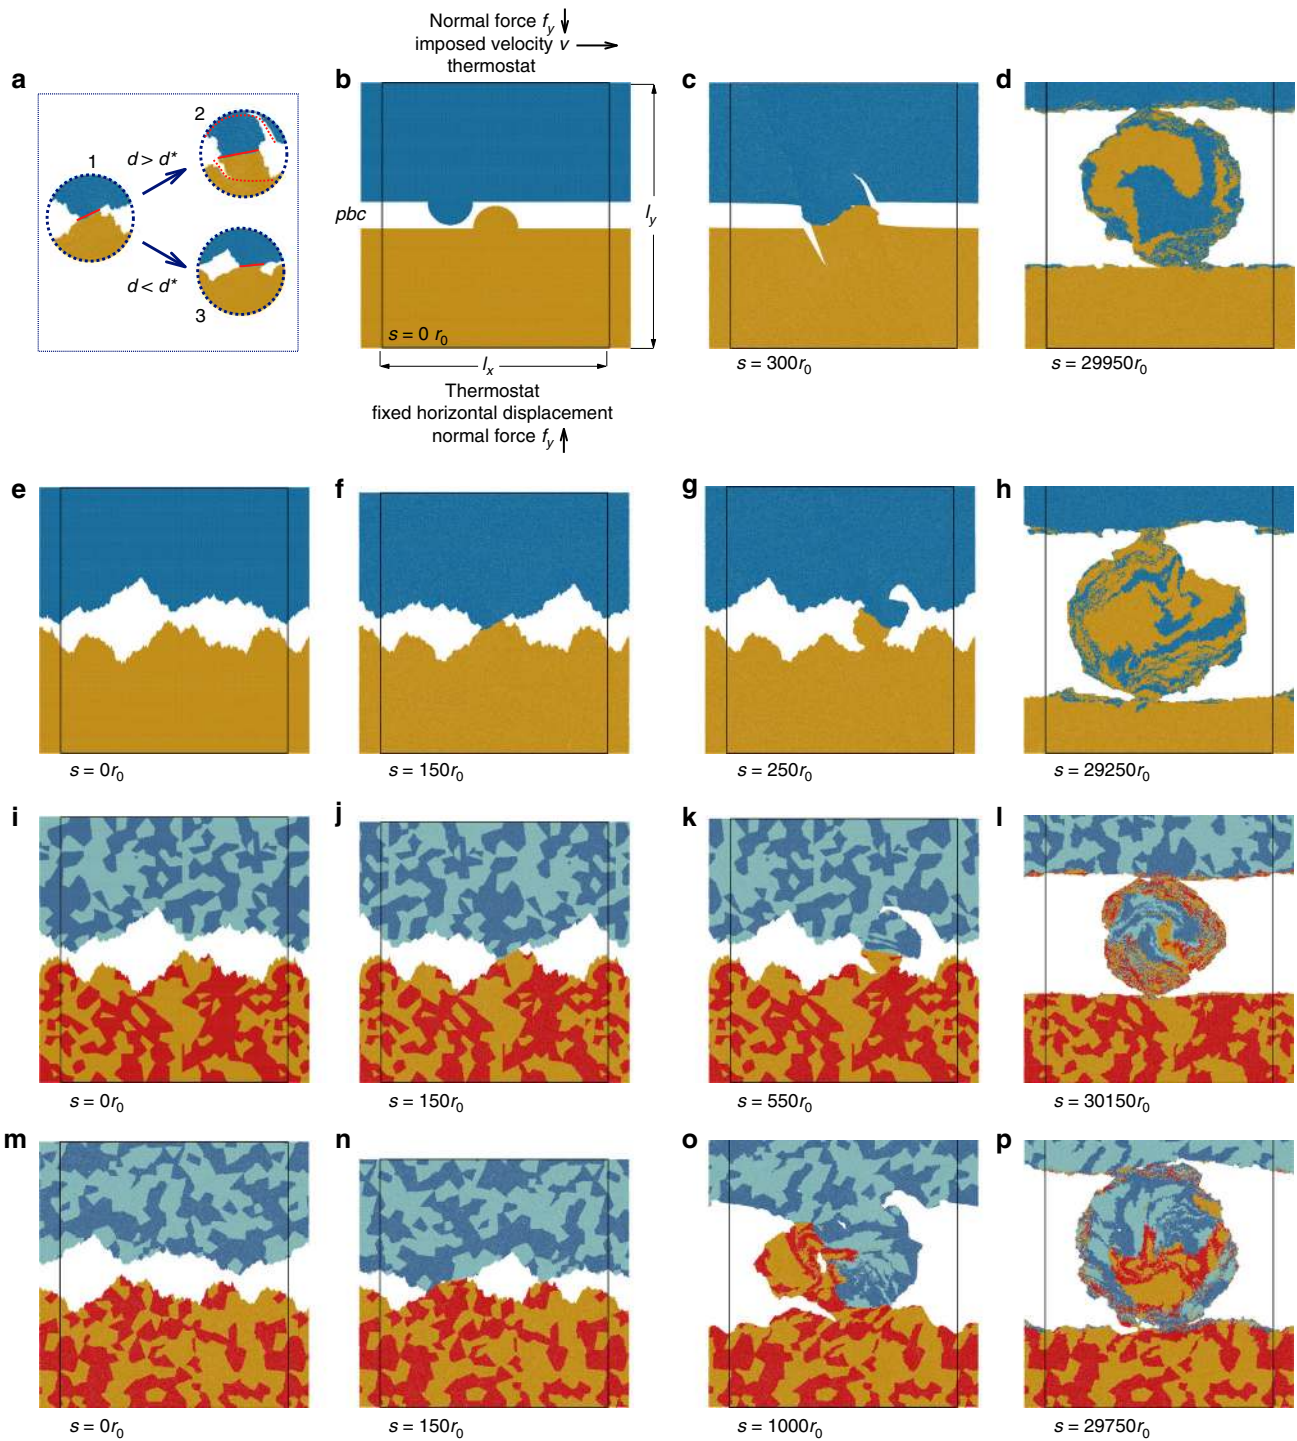 Normal force f_y
imposed velocity v
thermostat
a
b
c
d
1
2
d > d*
d < d*
3
pbc
l_y
s = 0 r_0
l_x
s = 300r_0
s = 29950r_0
Thermostat
fixed horizontal displacement
normal force f_y
e
f
g
h
s = 0r_0
s = 150r_0
s = 250r_0
s = 29250r_0
i
j
k
l
s = 0r_0
s = 150r_0
s = 550r_0
s = 30150r_0
m
n
o
p
s = 0r_0
s = 150r_0
s = 1000r_0
s = 29750r_0